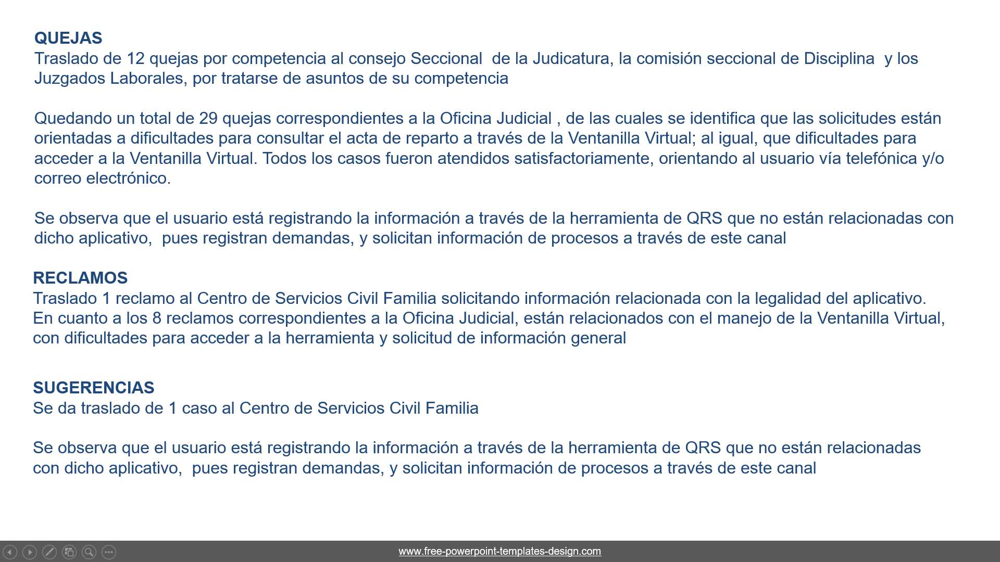 QUEJAS
Traslado de 12 quejas por competencia al consejo Seccional  de la Judicatura, la comisión seccional de Disciplina  y los
Juzgados Laborales, por tratarse de asuntos de su competencia
Quedando un total de 29 quejas correspondientes a la Oficina Judicial , de las cuales se identifica que las solicitudes están
orientadas a dificultades para consultar el acta de reparto a través de la Ventanilla Virtual; al igual, que dificultades para
acceder a la Ventanilla Virtual. Todos los casos fueron atendidos satisfactoriamente, orientando al usuario vía telefónica y/o
correo electrónico.
Se observa que el usuario está registrando la información a través de la herramienta de QRS que no están relacionadas con
dicho aplicativo,  pues registran demandas, y solicitan información de procesos a través de este canal
RECLAMOS
Traslado 1 reclamo al Centro de Servicios Civil Familia solicitando información relacionada con la legalidad del aplicativo.
En cuanto a los 8 reclamos correspondientes a la Oficina Judicial, están relacionados con el manejo de la Ventanilla Virtual,
con dificultades para acceder a la herramienta y solicitud de información general
SUGERENCIAS
Se da traslado de 1 caso al Centro de Servicios Civil Familia
Se observa que el usuario está registrando la información a través de la herramienta de QRS que no están relacionadas
con dicho aplicativo,  pues registran demandas, y solicitan información de procesos a través de este canal
www.free-powerpoint-templates-design.com